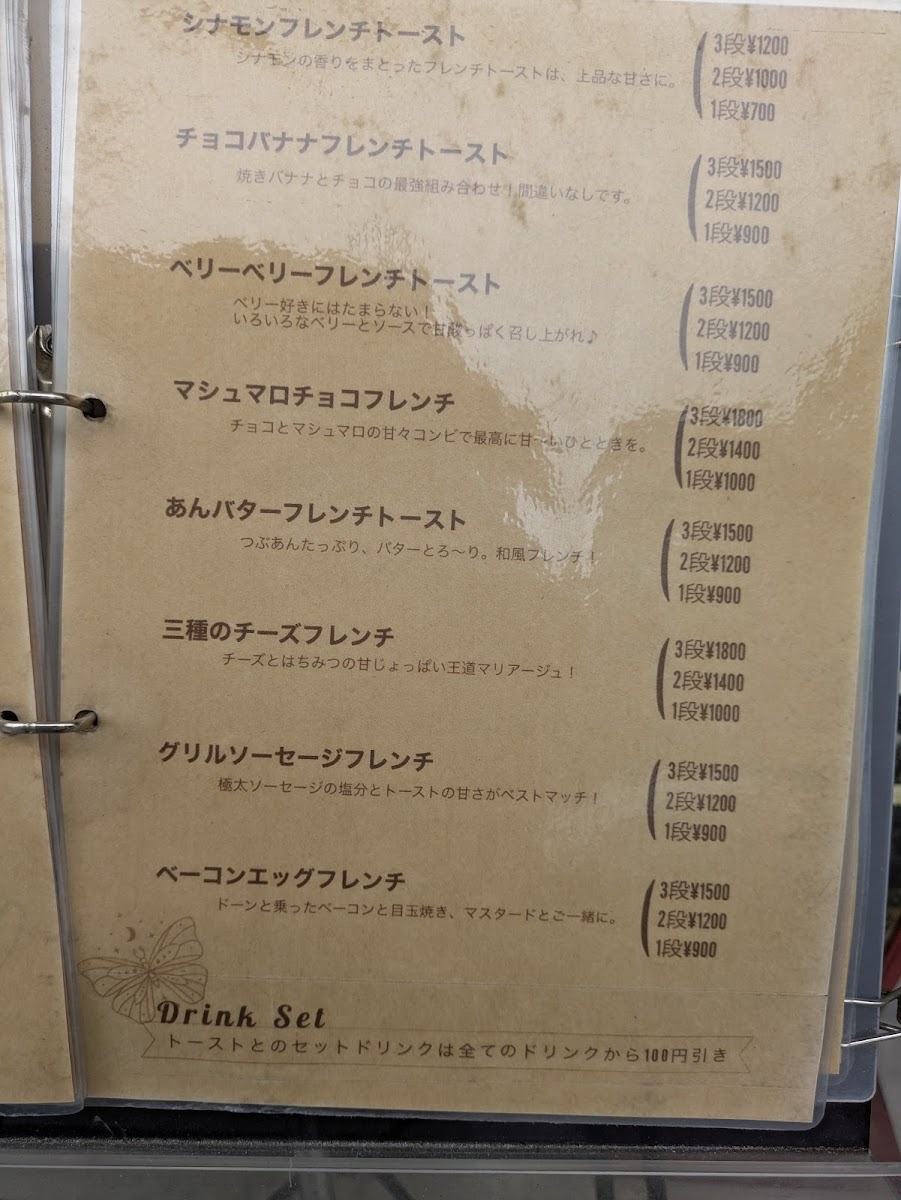 シナモンフレンチトースト
シナモンの香りをまとったフレンチトーストは、上品な甘さに。
3段¥1200
2段¥1000
1段¥700
チョコバナナフレンチトースト
焼きバナナとチョコの最強組み合わせ!間違いなしです。
3段¥1500
2段¥1200
1段¥900
ベリーベリーフレンチトースト
ベリー好きにはたまらない!
いろいろなベリーとソースで甘酸っぱく召し上がれ♪
3段¥1500
2段¥1200
1段¥900
マシュマロチョコフレンチ
チョコとマシュマロの甘々コンビで最高に甘〜いひとときを。
3段¥1800
2段¥1400
1段¥1000
あんバターフレンチトースト
つぶあんたっぷり、バターとろ〜り。和風フレンチ!
3段¥1500
2段¥1200
1段¥900
三種のチーズフレンチ
チーズとはちみつの甘じょっぱい王道マリアージュ!
3段¥1800
2段¥1400
1段¥1000
グリルソーセージフレンチ
極太ソーセージの塩分とトーストの甘さがベストマッチ!
3段¥1500
2段¥1200
1段¥900
ベーコンエッグフレンチ
ドーンと乗ったベーコンと目玉焼き、マスタードとご一緒に。
3段¥1500
2段¥1200
1段¥900
Drink Set
トーストとのセットドリンクは全てのドリンクから100円引き